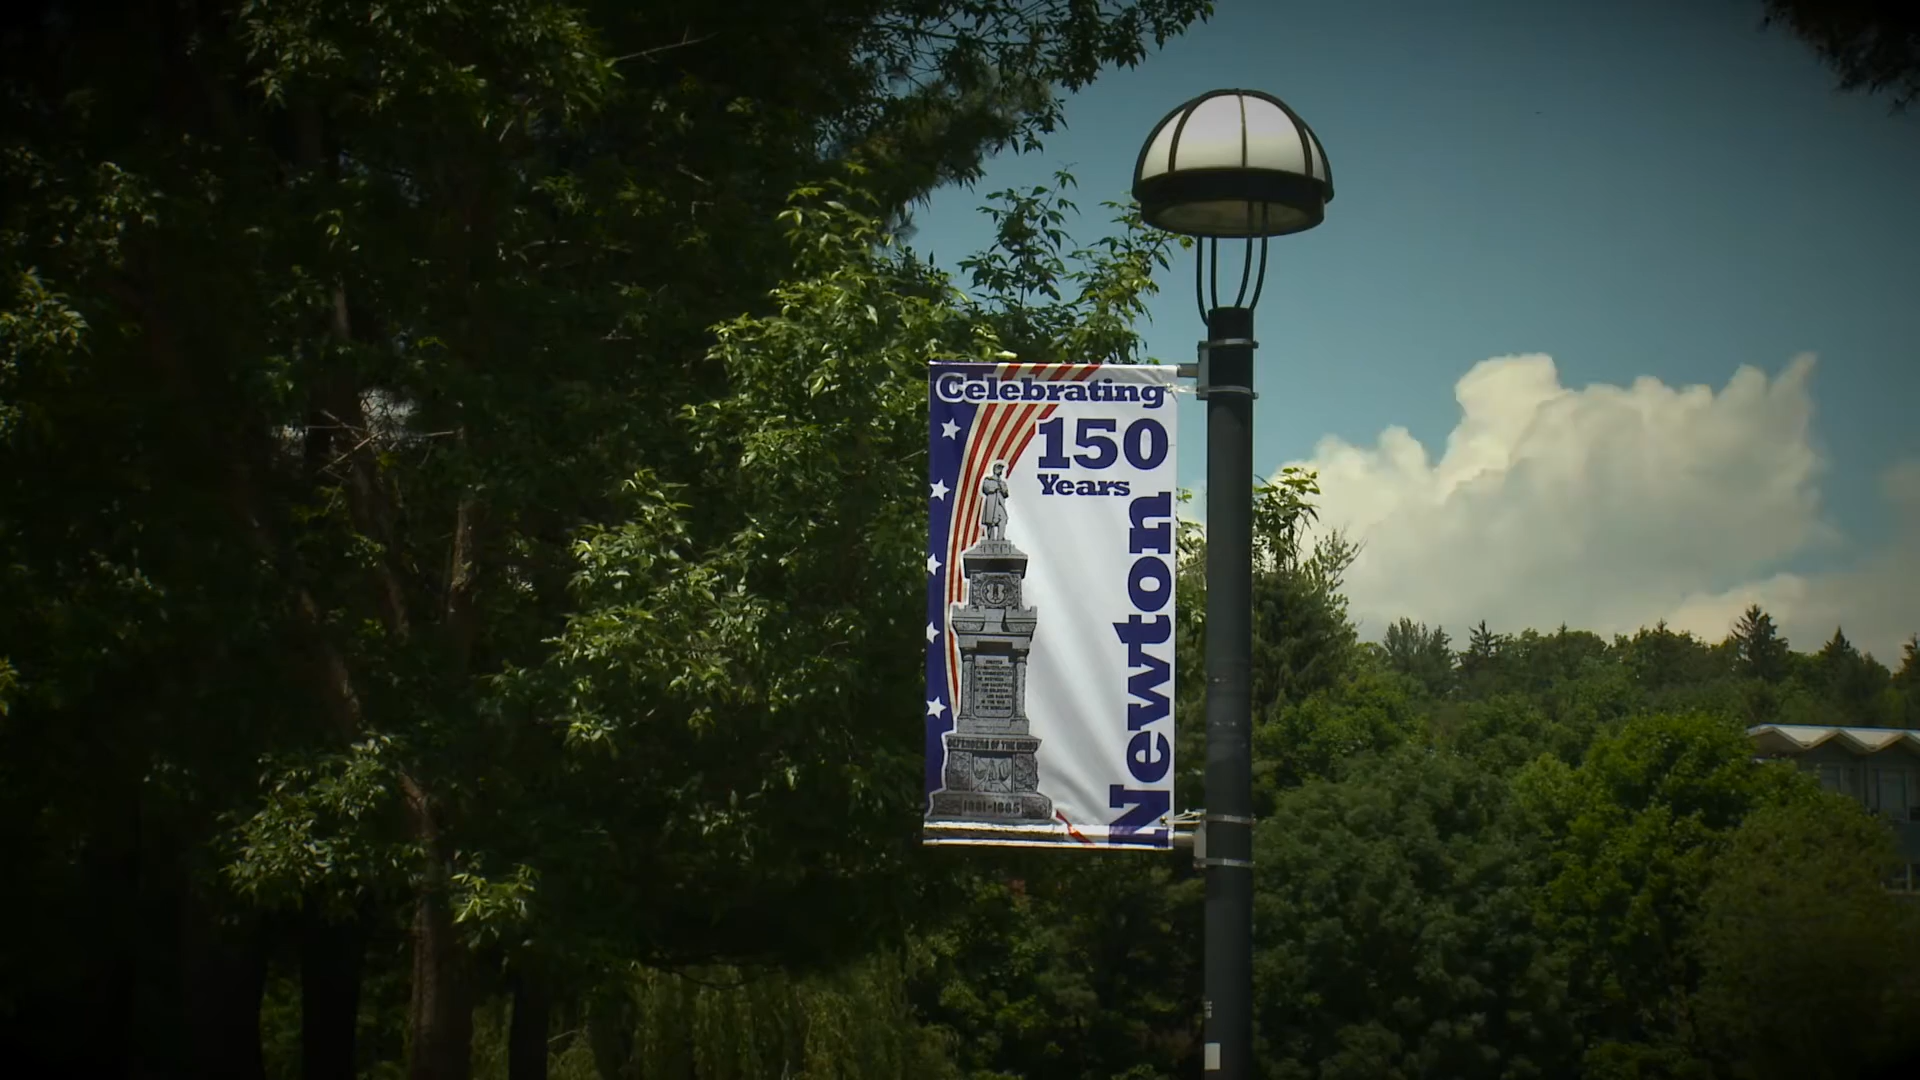 Celebrating
150
Years
Newton
DEFENDERS OF THE UNION
1861-1865